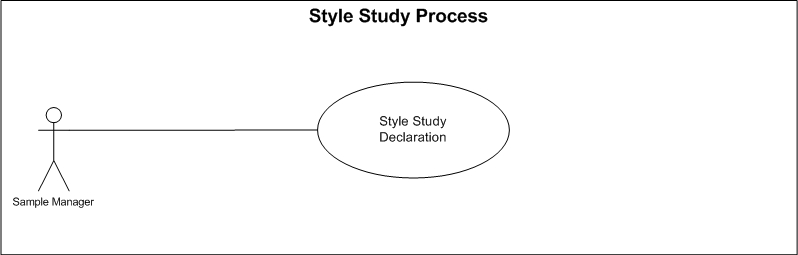 Style Study Process
Style Study
Declaration
Sample Manager